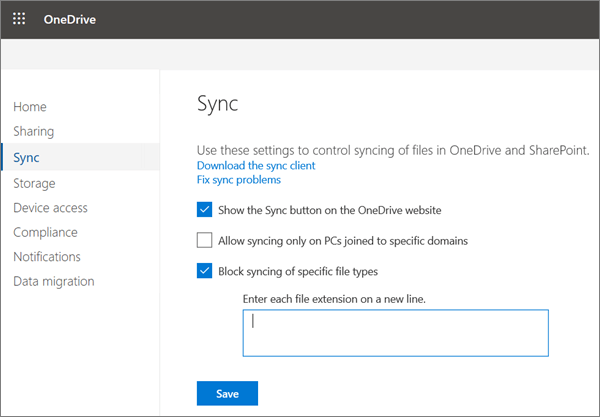 OneDrive
Home
Sharing
Sync
Storage
Device access
Compliance
Notifications
Data migration
Sync
Use these settings to control syncing of files in OneDrive and SharePoint.
Download the sync client
Fix sync problems
Show the Sync button on the OneDrive website
Allow syncing only on PCs joined to specific domains
Block syncing of specific file types
Enter each file extension on a new line.
Save